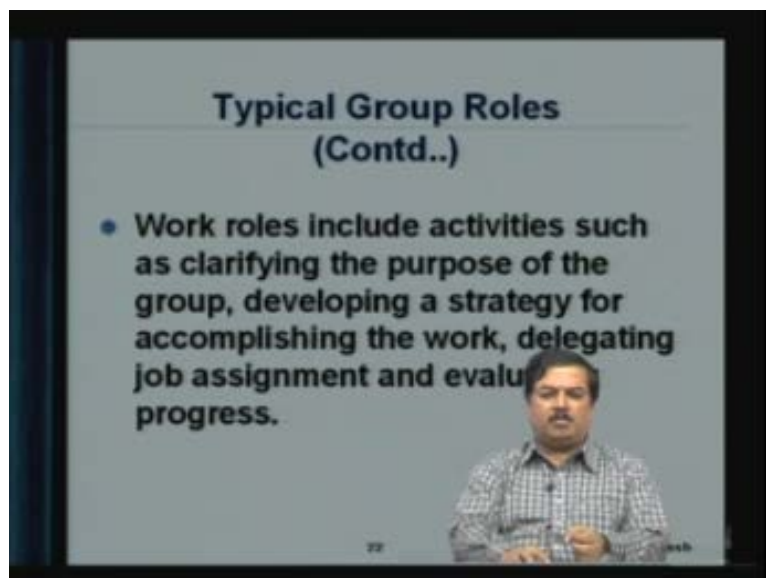 Typical Group Roles
(Contd..)
Work roles include activities such
as clarifying the purpose of the
group, developing a strategy for
accomplishing the work, delegating
job assignment and
progress.
22